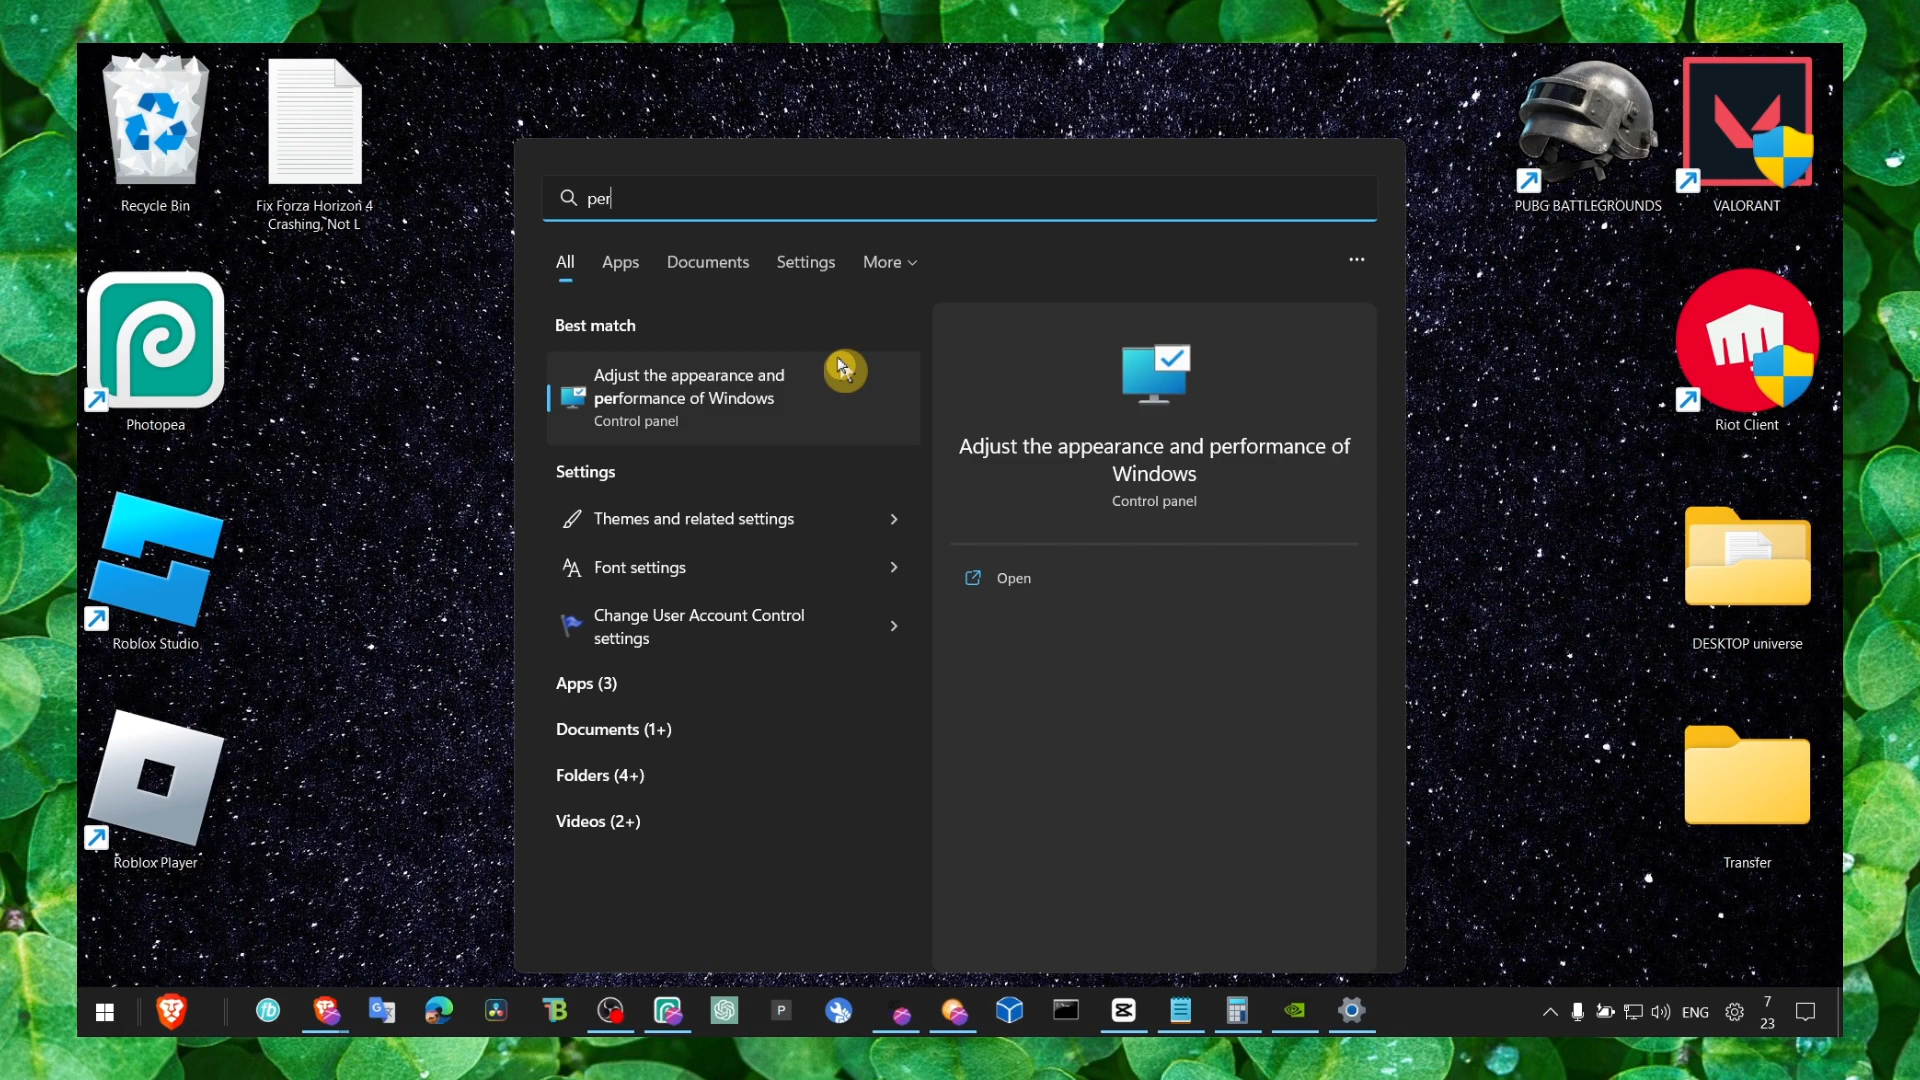 Recycle Bin
Fix Forza Horizon 4
Crashing, Not L
Photopea
Roblox Studio
Roblox Player
per
All
Apps
Documents
Settings
More
Best match
Adjust the appearance and
performance of Windows
Control panel
Settings
Themes and related settings
Font settings
Change User Account Control
settings
Apps (3)
Documents (1+)
Folders (4+)
Videos (2+)
Adjust the appearance and performance of
Windows
Control panel
Open
PUBG BATTLEGROUNDS
VALORANT
Riot Client
DESKTOP universe
Transfer
ENG
7
23